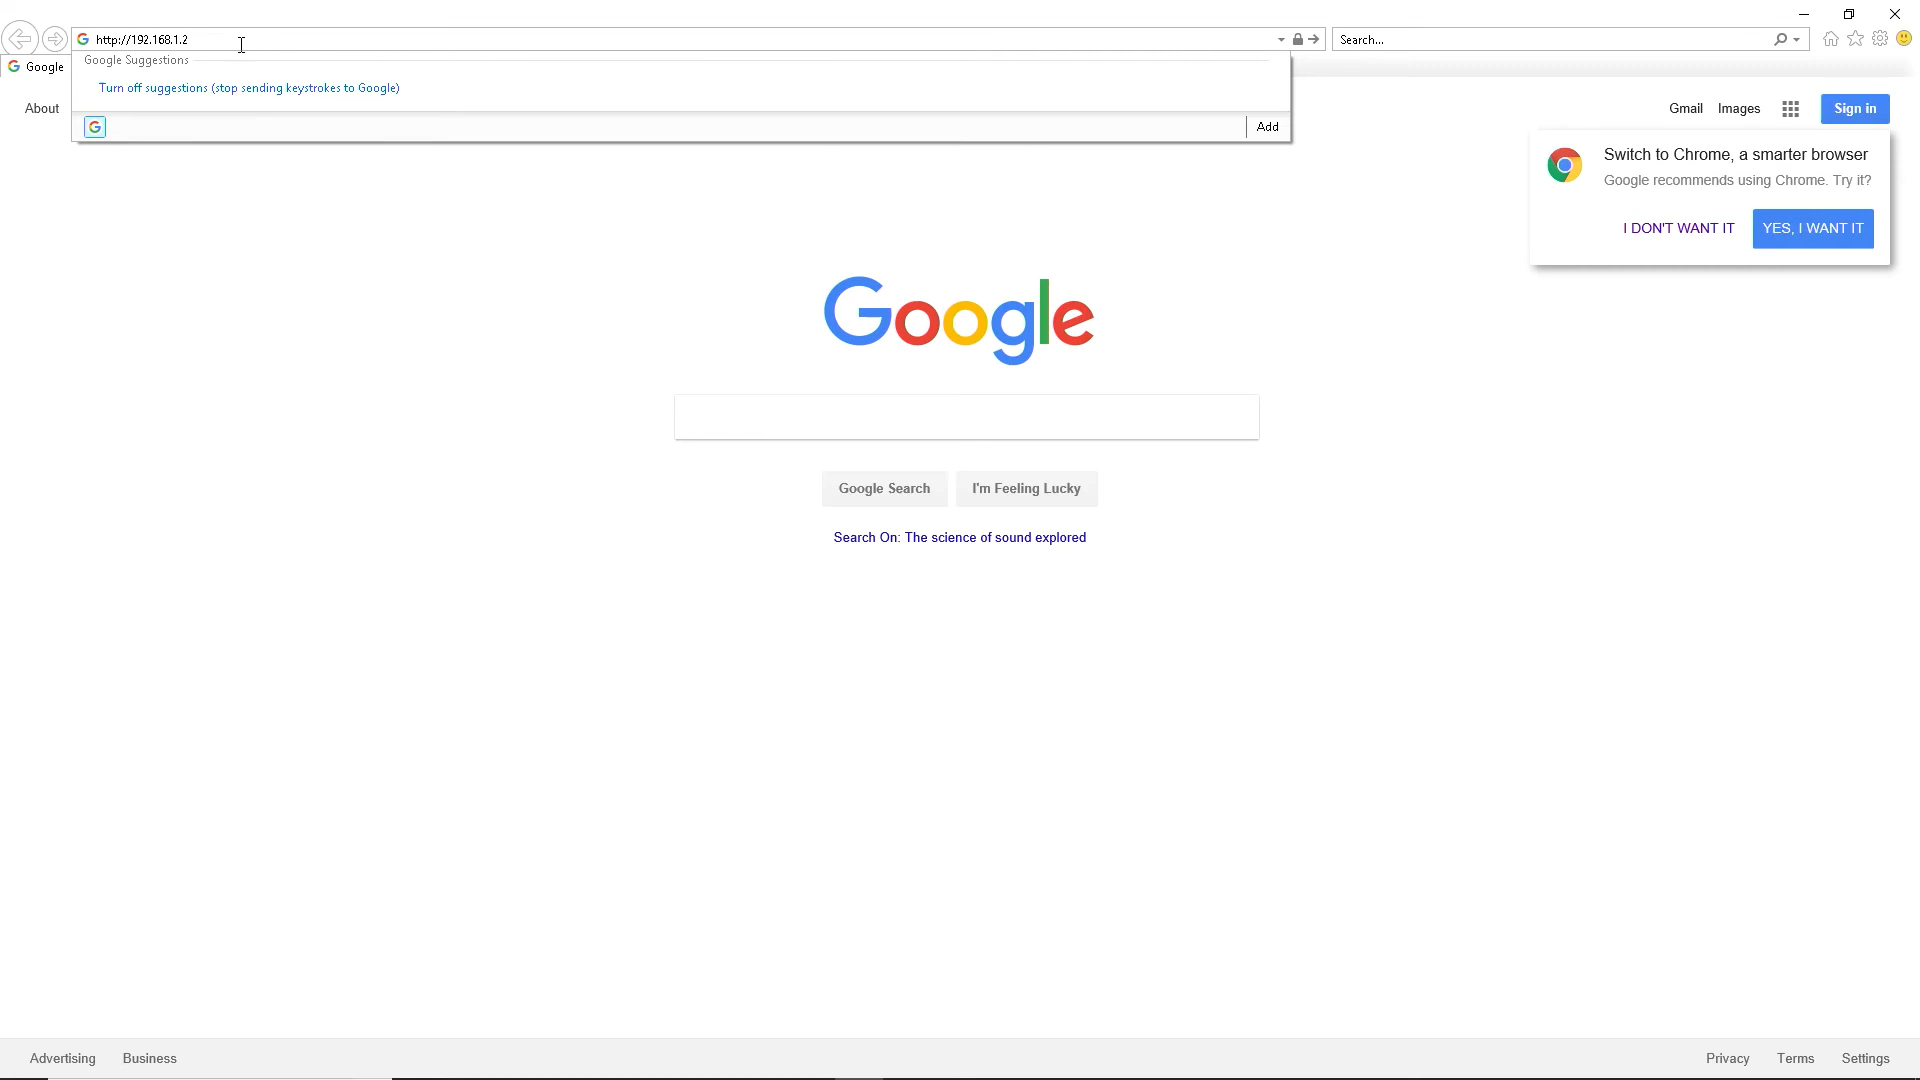 http://192.168.1.2
Search...
Google
Google Suggestions
Turn off suggestions (stop sending keystrokes to Google)
Add
About
Gmail Images Sign in
Switch to Chrome, a smarter browser
Google recommends using Chrome. Try it?
I DON'T WANT IT YES, I WANT IT
Google
Google Search I'm Feeling Lucky
Search On: The science of sound explored
Advertising Business Privacy Terms Settings